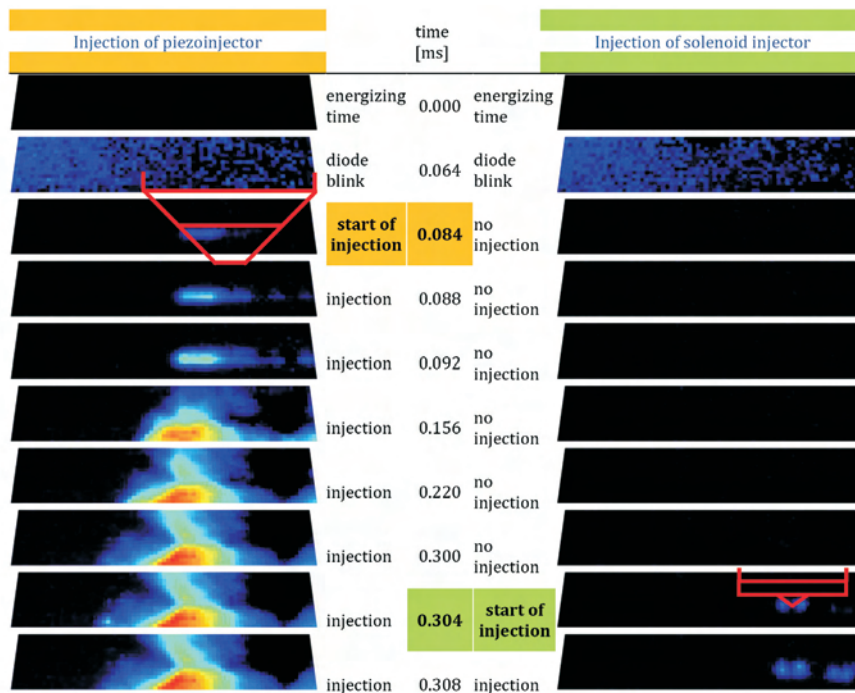 Injection of piezoinjector
time
[ms]
Injection of solenoid injector
energizing
time
0.000
energizing
time
diode
blink
0.064
diode
blink
start of
injection
0.084
no
injection
injection
0.088
no
injection
injection
0.092
no
injection
injection
0.156
no
injection
injection
0.220
no
injection
injection
0.300
no
injection
injection
0.304
start of
injection
injection
0.308
injection